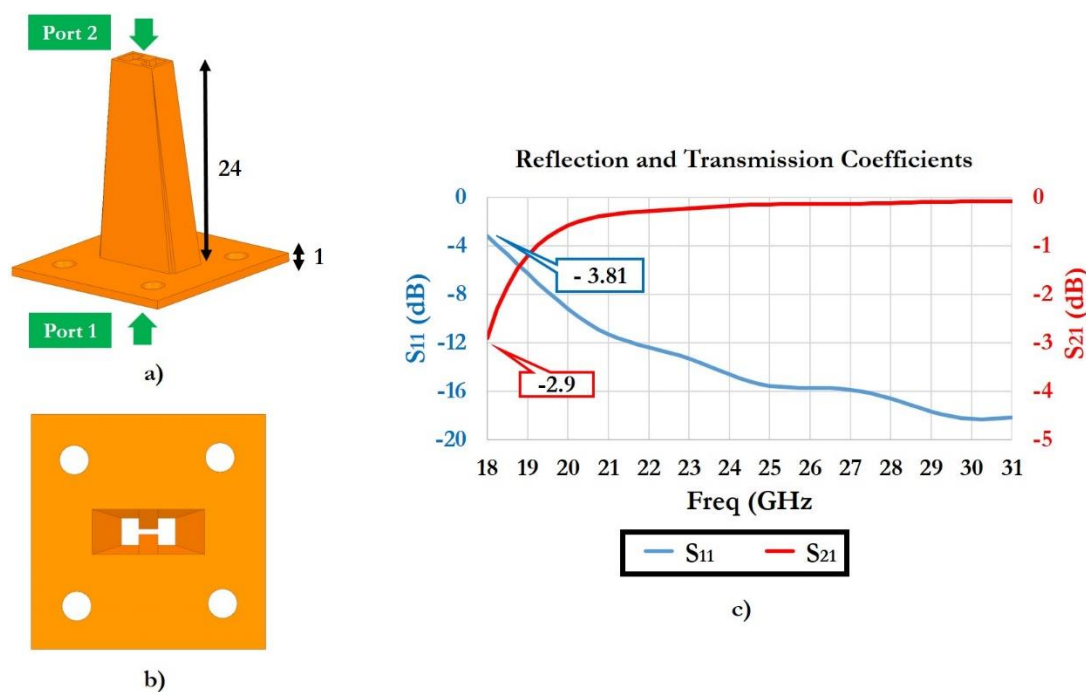 Port 2
24
1
Port 1
a)
b)
Reflection and Transmission Coefficients
0
-4
-8
-12
-16
-20
S11 (dB)
0
-1
-2
-3
-4
-5
S21 (dB)
- 3.81
-2.9
18 19 20 21 22 23 24 25 26 27 28 29 30 31
Freq (GHz
S11 S21
c)